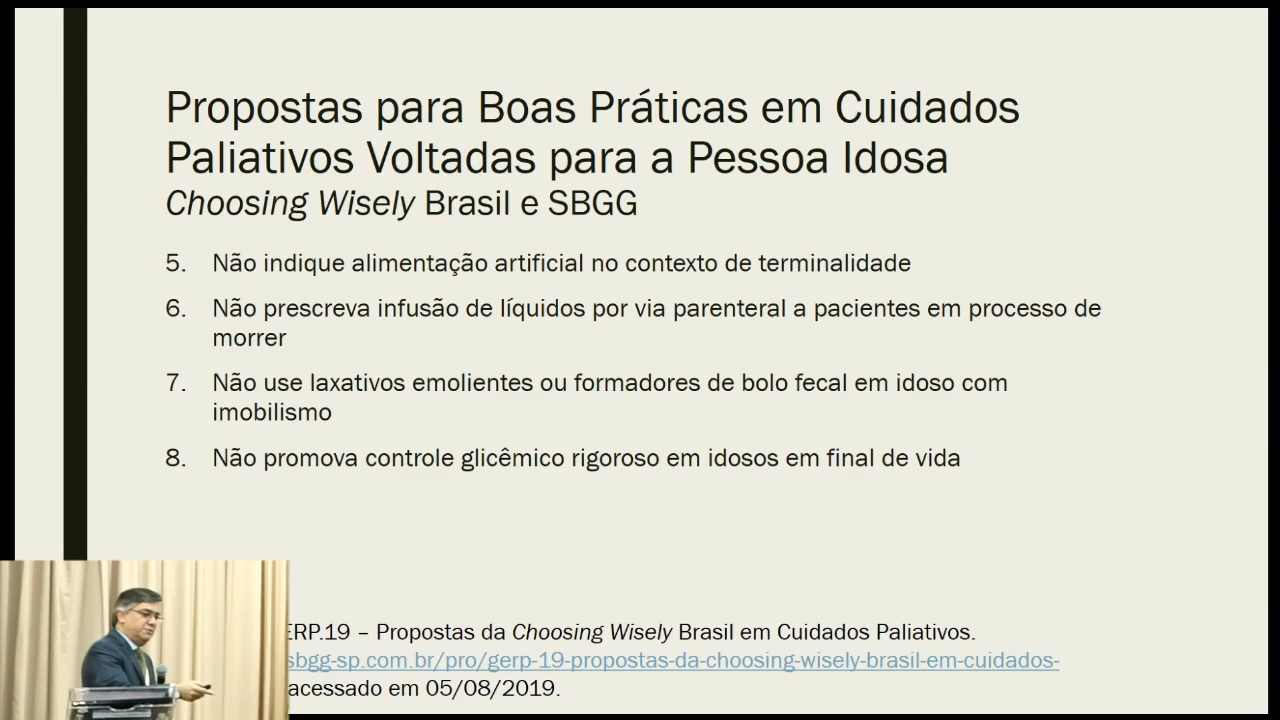 Propostas para Boas Práticas em Cuidados
Paliativos Voltadas para a Pessoa Idosa
Choosing Wisely Brasil e SBGG
5. Não indique alimentação artificial no contexto de terminalidade
6. Não prescreva infusão de líquidos por via parenteral a pacientes em processo de
morrer
7. Não use laxativos emolientes ou formadores de bolo fecal em idoso com
imobilismo
8. Não promova controle glicêmico rigoroso em idosos em final de vida
ERP.19 – Propostas da Choosing Wisely Brasil em Cuidados Paliativos.
sbgg-sp.com.br/pro/gerp-19-propostas-da-choosing-wisely-brasil-em-cuidados-
acessado em 05/08/2019.